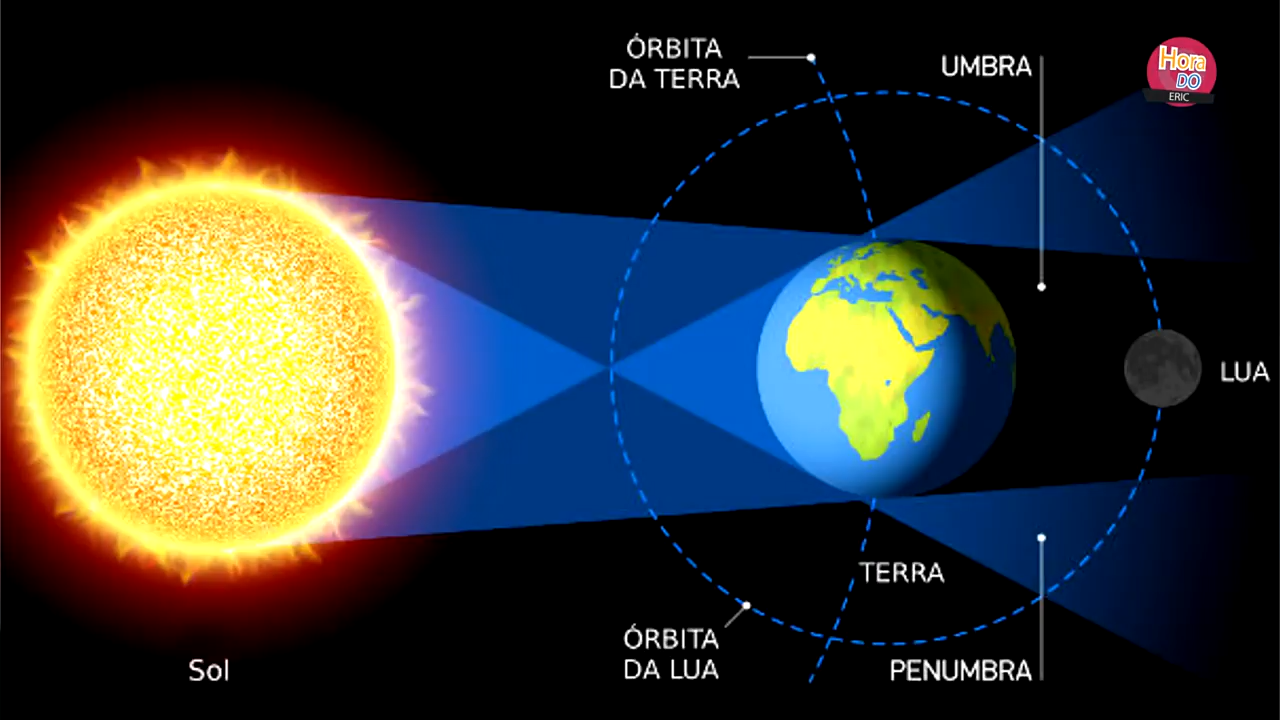 ÓRBITA
DA TERRA
UMBRA
Hora
DO
ERIC
LUA
TERRA
ÓRBITA
DA LUA
PENUMBRA
Sol